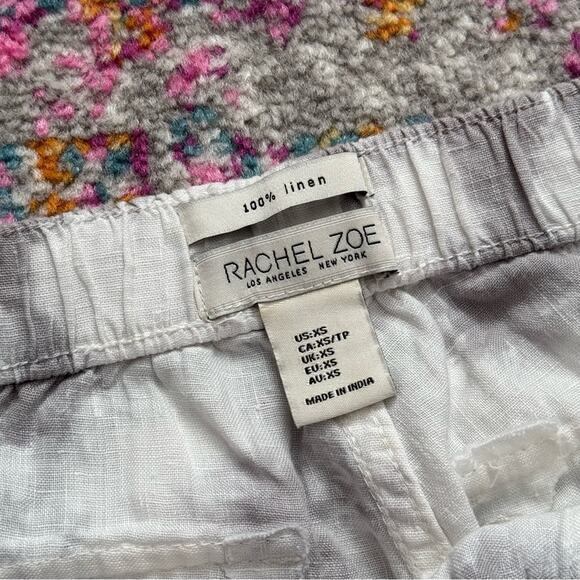 100% linen
RACHEL ZOE
LOS ANGELES NEW YORK
US:XS
CA:XS/TP
UK:XS
EU:XS
AU:XS
MADE IN INDIA